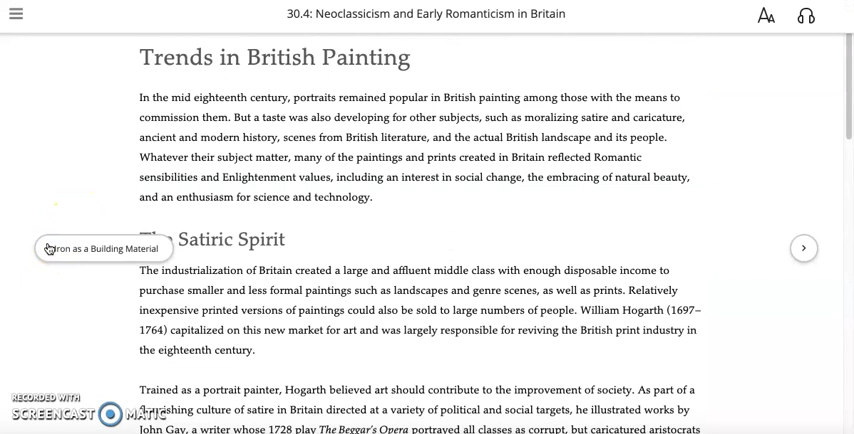 30.4: Neoclassicism and Early Romanticism in Britain
AA
Trends in British Painting
In the mid eighteenth century, portraits remained popular in British painting among those with the means to
commission them. But a taste was also developing for other subjects, such as moralizing satire and caricature,
ancient and modern history, scenes from British literature, and the actual British landscape and its people.
Whatever their subject matter, many of the paintings and prints created in Britain reflected Romantic
sensibilities and Enlightenment values, including an interest in social change, the embracing of natural beauty,
and an enthusiasm for science and technology.
Satiric Spirit
Iron as a Building Material
The industrialization of Britain created a large and affluent middle class with enough disposable income to
purchase smaller and less formal paintings such as landscapes and genre scenes, as well as prints. Relatively
inexpensive printed versions of paintings could also be sold to large numbers of people. William Hogarth (1697–
1764) capitalized on this new market for art and was largely responsible for reviving the British print industry in
the eighteenth century.
Trained as a portrait painter, Hogarth believed art should contribute to the improvement of society. As part of a
flourishing culture of satire in Britain directed at a variety of political and social targets, he illustrated works by
John Gay, a writer whose 1728 play The Beggar's Opera portrayed all classes as corrupt, but caricatured aristocrats
RECORDED WITH
SCREENCAST MATIC